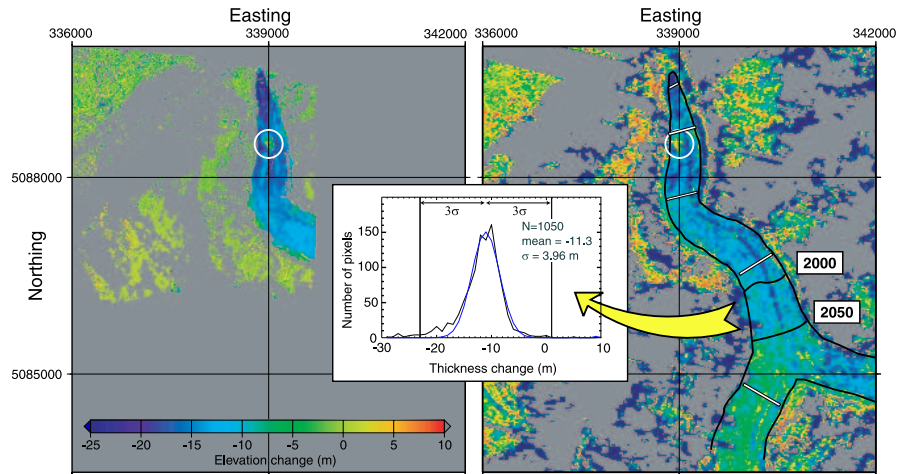 Easting
Easting
336000
339000
342000
336000
339000
342000
Northing
5088000
5085000
3σ
3σ
N=1050
mean = -11.3
σ = 3.96 m
Number of pixels
150
100
50
0
-30
-20
-10
0
10
Thickness change (m)
2000
2050
-25
-20
-15
-10
-5
0
5
10
Elevation change (m)